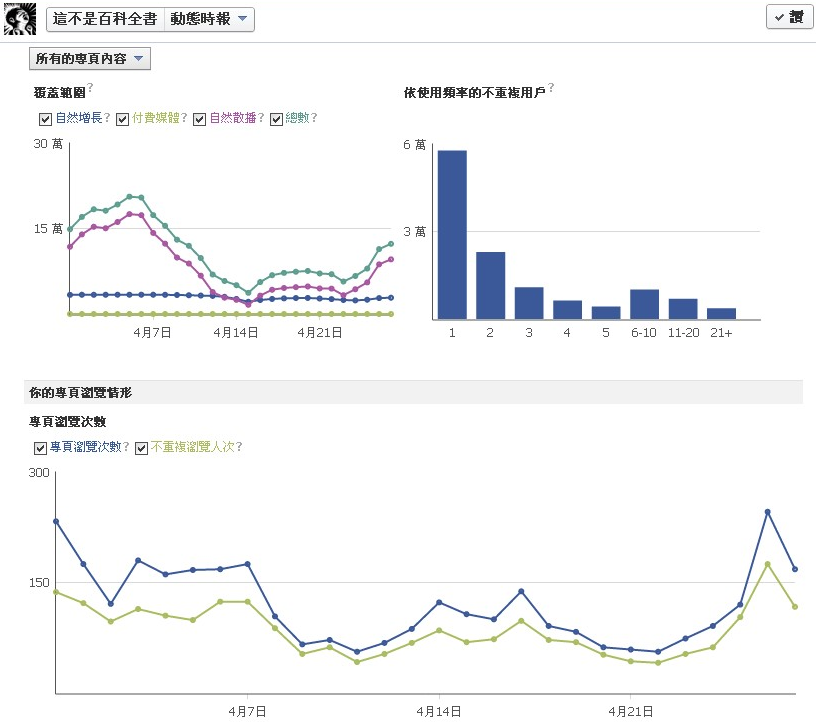 這不是百科全書 動態時報 讚
所有的專頁內容
覆蓋範圍? 依使用頻率的不重複用戶?
自然增長? 付費媒體? 自然散播? 總數?
30 萬
15 萬
4月7日 4月14日 4月21日
6 萬
3 萬
1 2 3 4 5 6-10 11-20 21+
你的專頁瀏覽情形
專頁瀏覽次數
專頁瀏覽次數? 不重複瀏覽人次?
300
150
4月7日 4月14日 4月21日